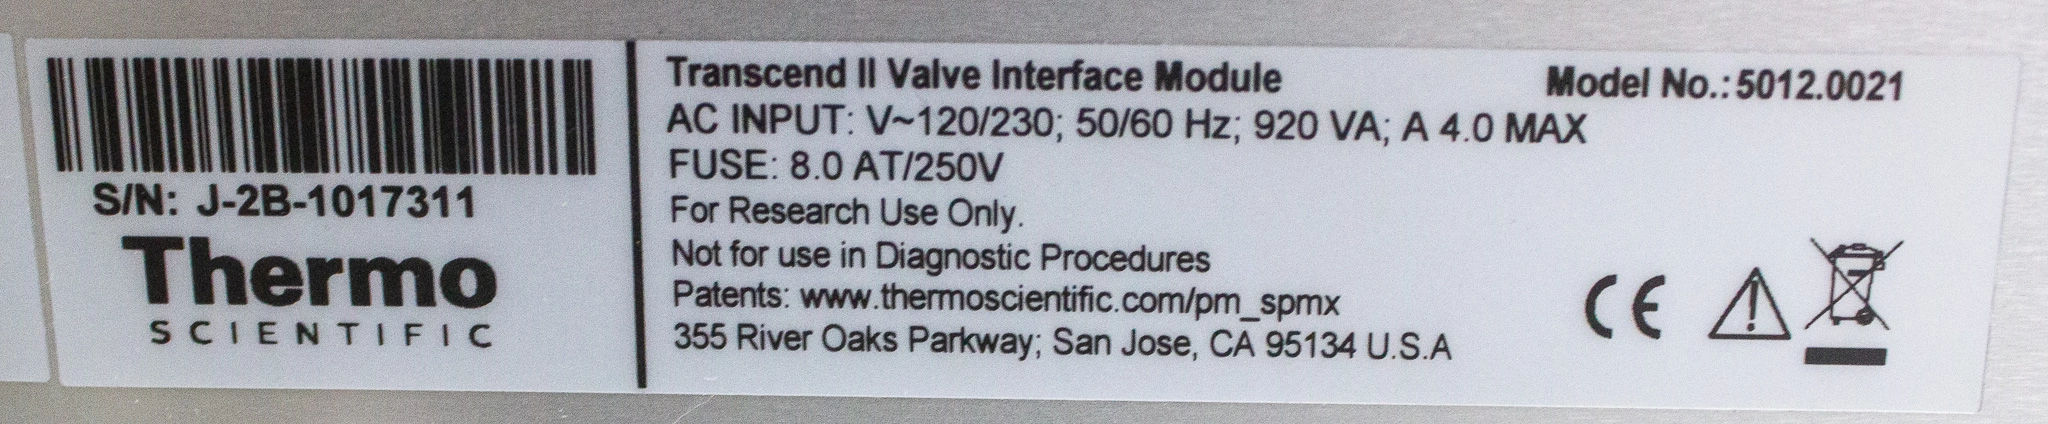 S/N: J-2B-1017311
Thermo
SCIENTIFIC
Transcend II Valve Interface Module Model No.: 5012.0021
AC INPUT: V~120/230; 50/60 Hz; 920 VA; A 4.0 MAX
FUSE: 8.0 AT/250V
For Research Use Only.
Not for use in Diagnostic Procedures
Patents: www.thermoscientific.com/pm_spmx
355 River Oaks Parkway; San Jose, CA 95134 U.S.A
CE